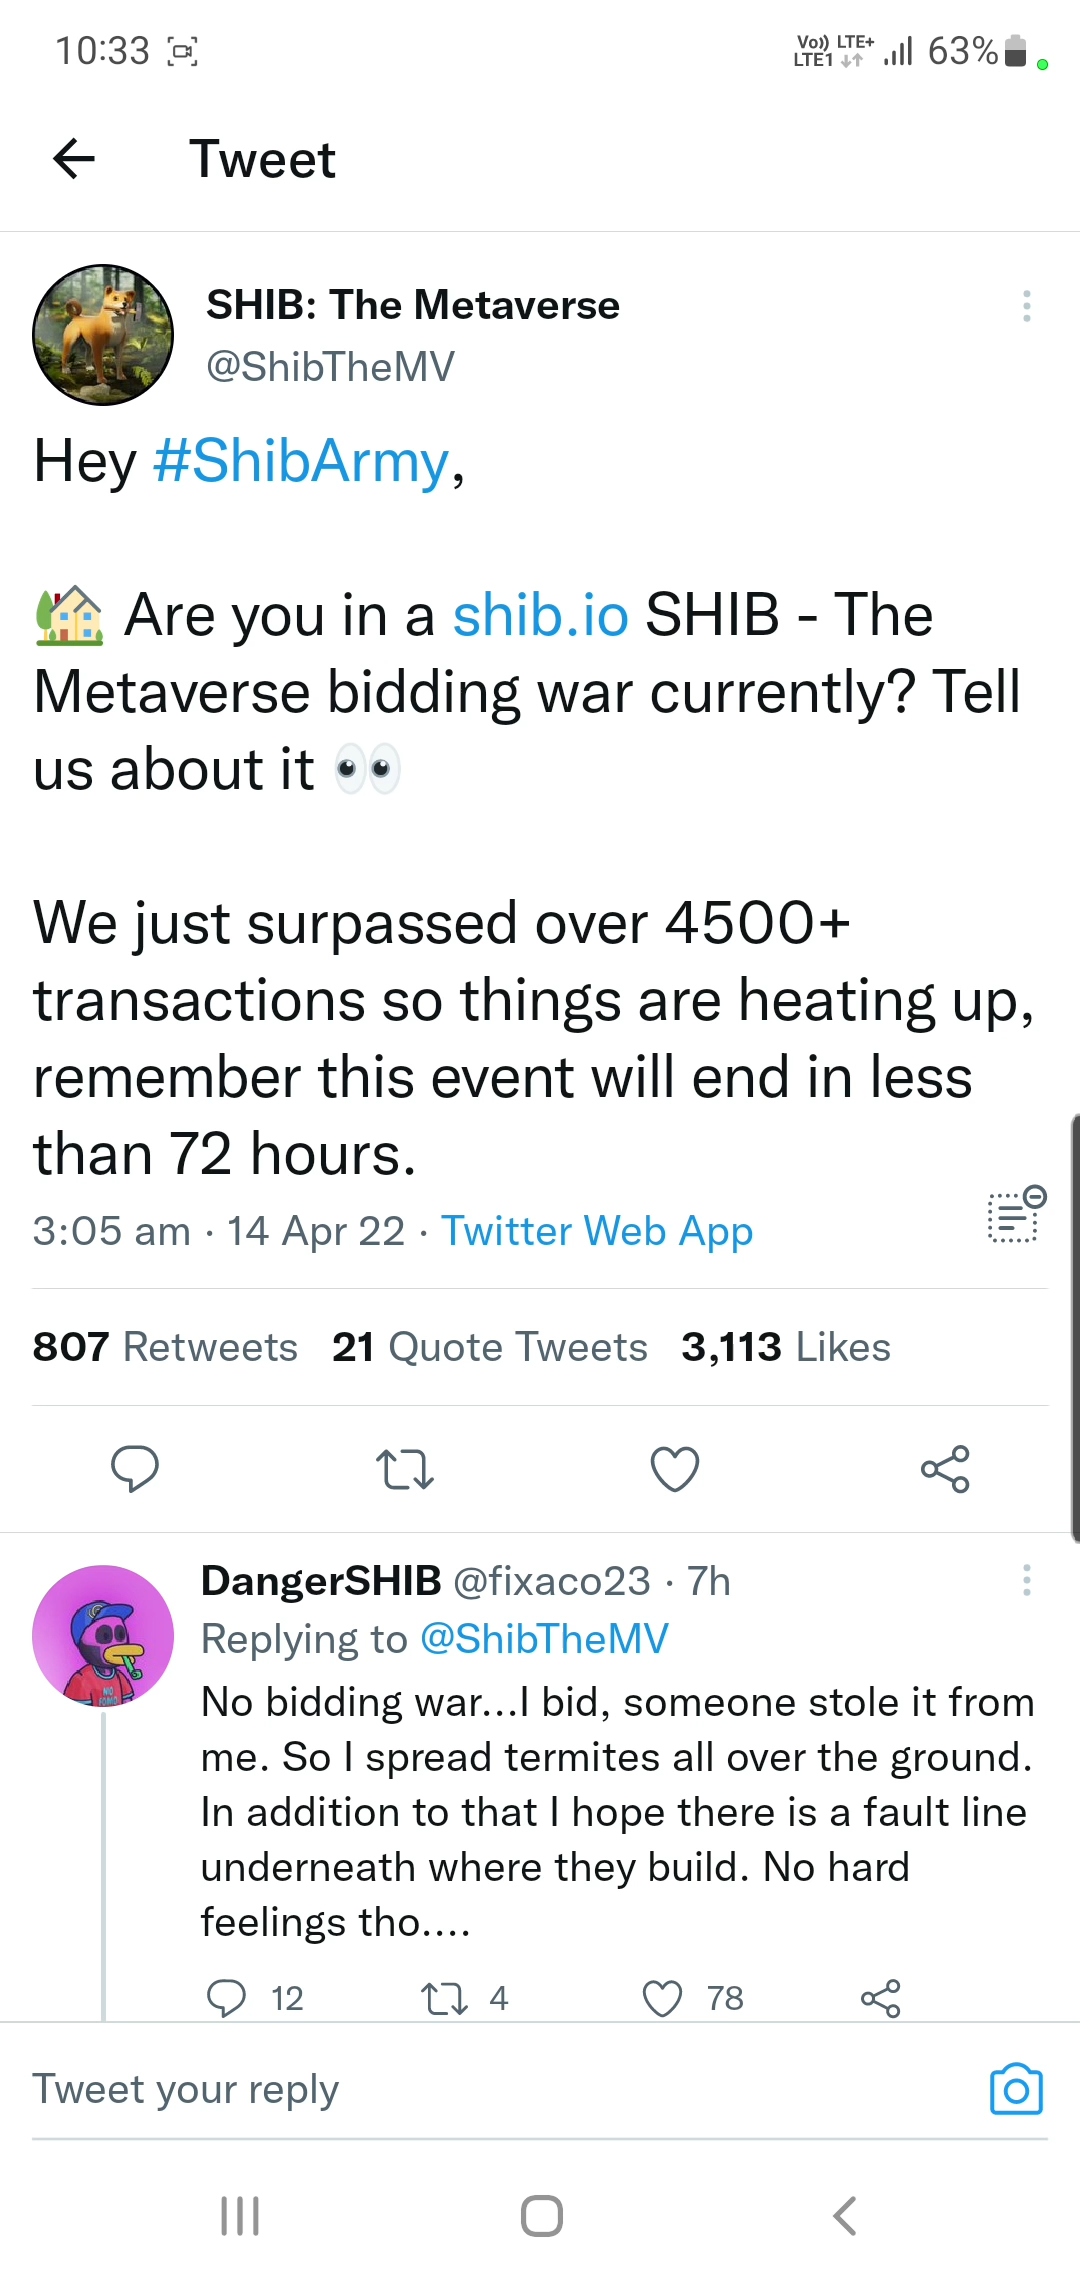 10:33
Vo)) LTE+
LTE1
63%
Tweet
SHIB: The Metaverse
@ShibTheMV
Hey #ShibArmy,
Are you in a shib.io SHIB - The
Metaverse bidding war currently? Tell
us about it 👀
We just surpassed over 4500+
transactions so things are heating up,
remember this event will end in less
than 72 hours.
3:05 am · 14 Apr 22 · Twitter Web App
807 Retweets 21 Quote Tweets 3,113 Likes
DangerSHIB @fixaco23 · 7h
Replying to @ShibTheMV
NO
FOMO
No bidding war...I bid, someone stole it from
me. So I spread termites all over the ground.
In addition to that I hope there is a fault line
underneath where they build. No hard
feelings tho....
12 4 78
Tweet your reply